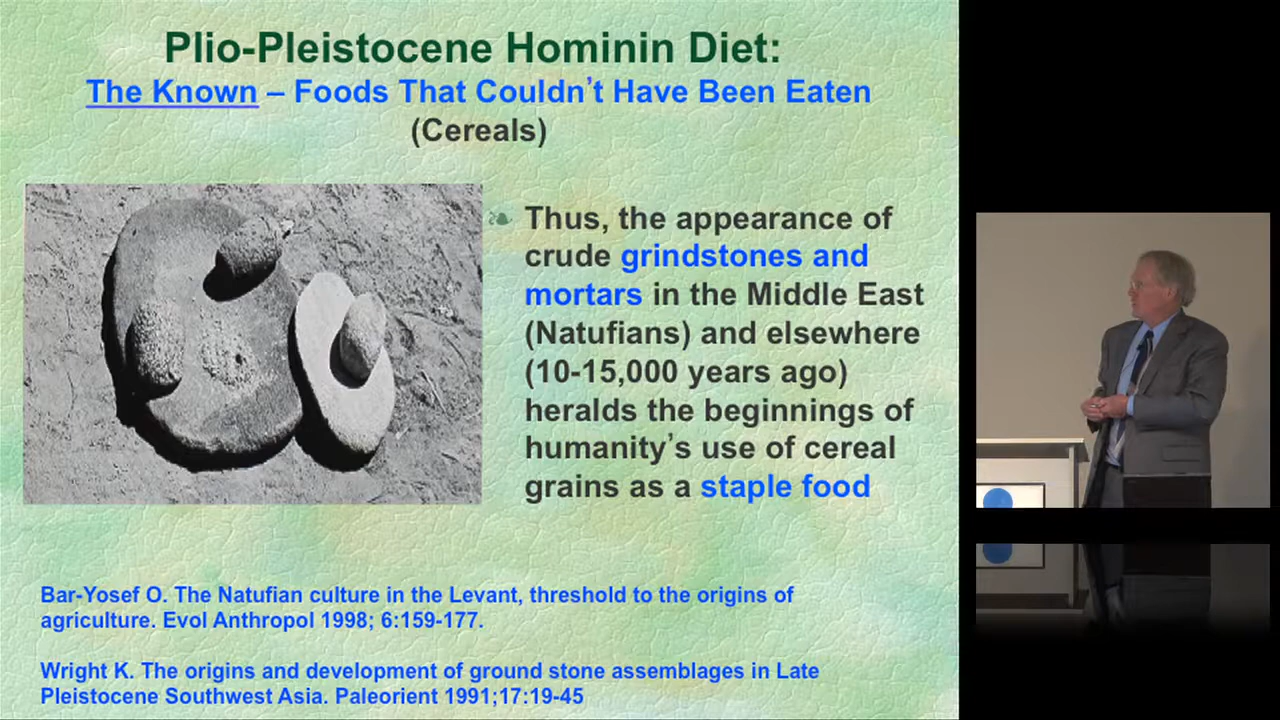 Plio-Pleistocene Hominin Diet:
The Known – Foods That Couldn’t Have Been Eaten
(Cereals)
Thus, the appearance of
crude grindstones and
mortars in the Middle East
(Natufians) and elsewhere
(10-15,000 years ago)
heralds the beginnings of
humanity’s use of cereal
grains as a staple food
Bar-Yosef O. The Natufian culture in the Levant, threshold to the origins of
agriculture. Evol Anthropol 1998; 6:159-177.
Wright K. The origins and development of ground stone assemblages in Late
Pleistocene Southwest Asia. Paleorient 1991;17:19-45